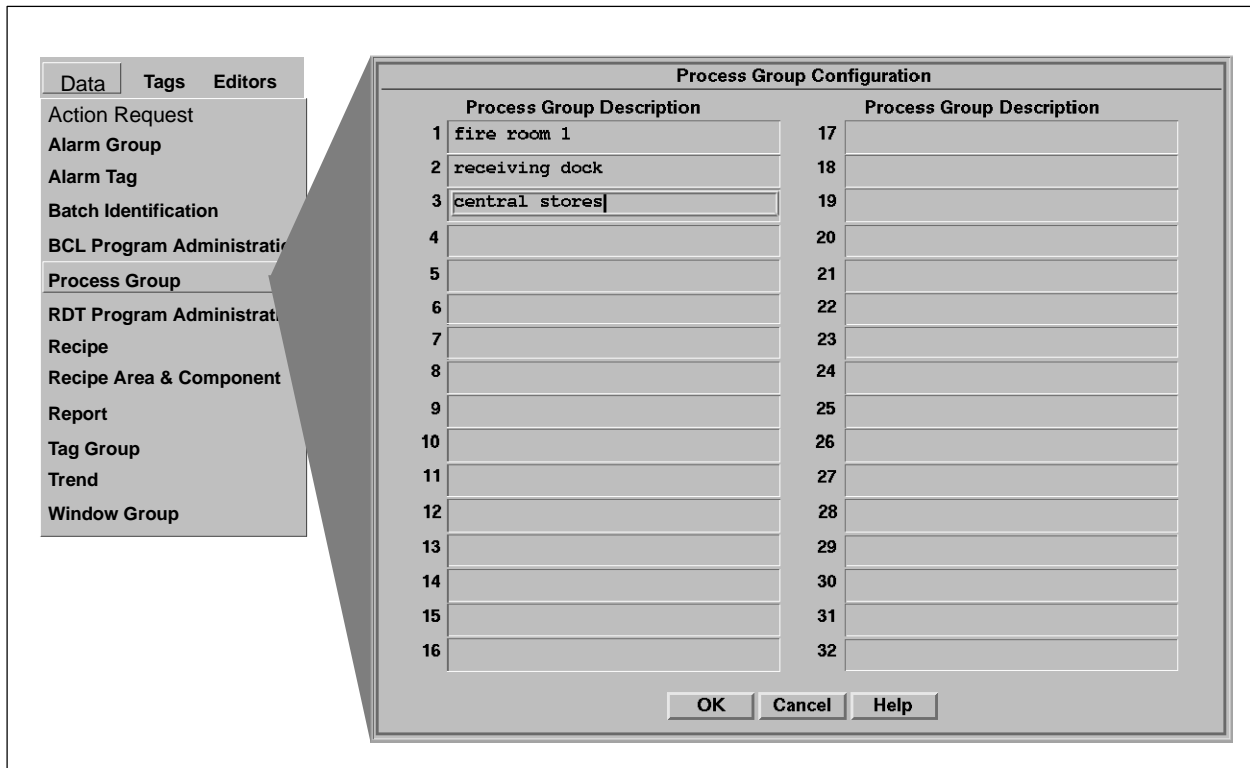 Data Tags Editors
Action Request
Alarm Group
Alarm Tag
Batch Identification
BCL Program Administratio
Process Group
RDT Program Administrati
Recipe
Recipe Area & Component
Report
Tag Group
Trend
Window Group
Process Group Configuration
Process Group Description Process Group Description
1 fire room 1 17
2 receiving dock 18
3 central stores 19
4 20
5 21
6 22
7 23
8 24
9 25
10 26
11 27
12 28
13 29
14 30
15 31
16 32
OK Cancel Help